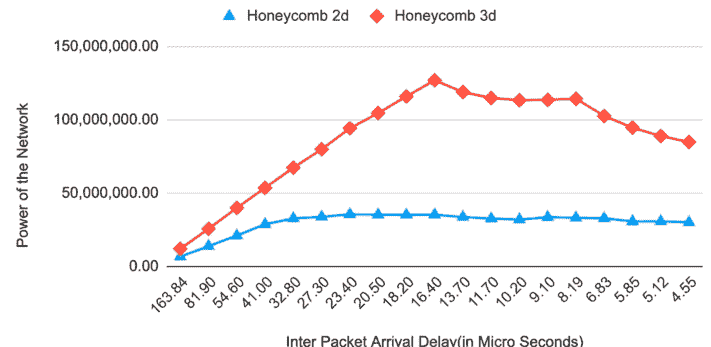 Honeycomb 2d Honeycomb 3d
150,000,000.00
100,000,000.00
50,000,000.00
0.00
Power of the Network
163.84 81.90 54.60 41.00 32.80 27.30 23.40 20.50 18.20 16.40 13.70 11.70 10.20 9.10 8.19 6.83 5.85 5.12 4.55
Inter Packet Arrival Delay(in Micro Seconds)